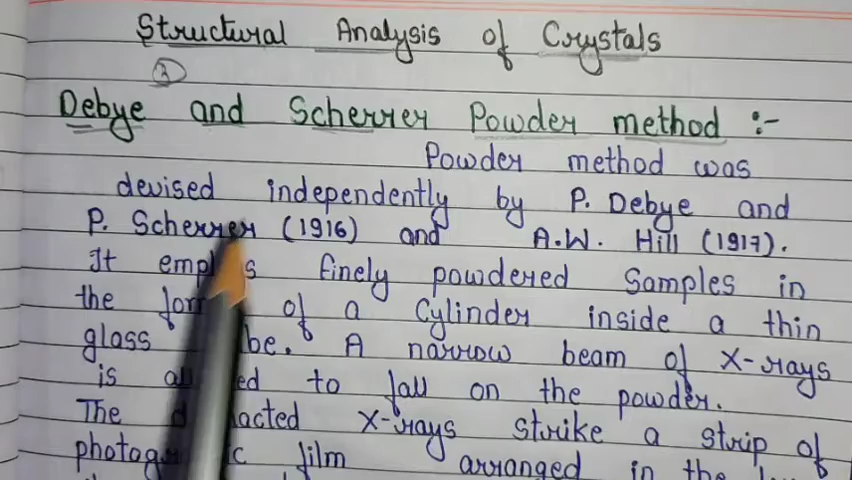 Structural Analysis of Crystals
2
Debye and Scherrer Powder method :-
Powder method was
devised independently by P. Debye and
P. Scherrer (1916) and A.W. Hill (1917).
It finely powdered Samples in
the of a Cylinder inside a thin
glass A narrow beam of X-rays
is to fall on the powder.
The X-rays strike a strip of
film arranged in the